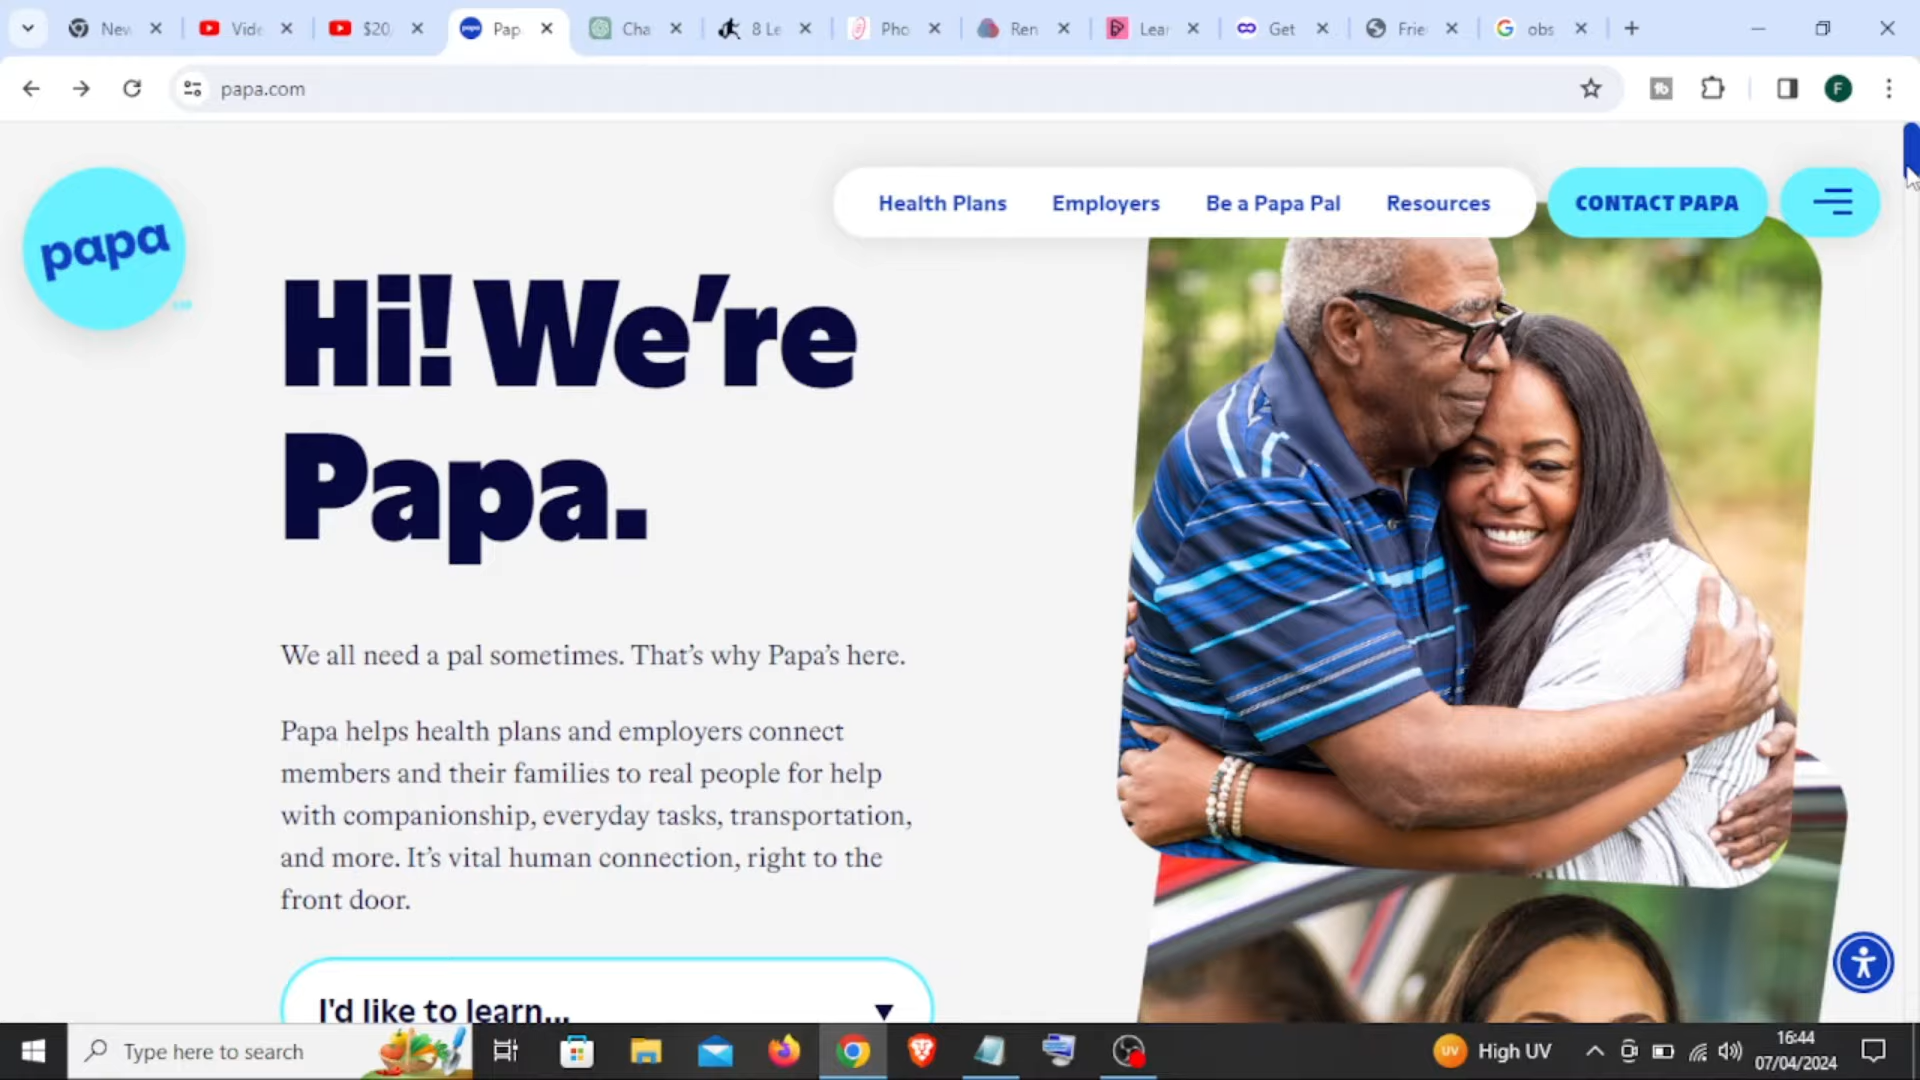 New
Vide
$20
Pap
Cha
8 Le
Pho
Ren
Lear
Get
Frie
obs
papa.com
F
papa
Health Plans
Employers
Be a Papa Pal
Resources
CONTACT PAPA
Hi! We’re
Papa.
We all need a pal sometimes. That’s why Papa’s here.
Papa helps health plans and employers connect
members and their families to real people for help
with companionship, everyday tasks, transportation,
and more. It’s vital human connection, right to the
front door.
I'd like to learn...
Type here to search
UV
High UV
16:44
07/04/2024